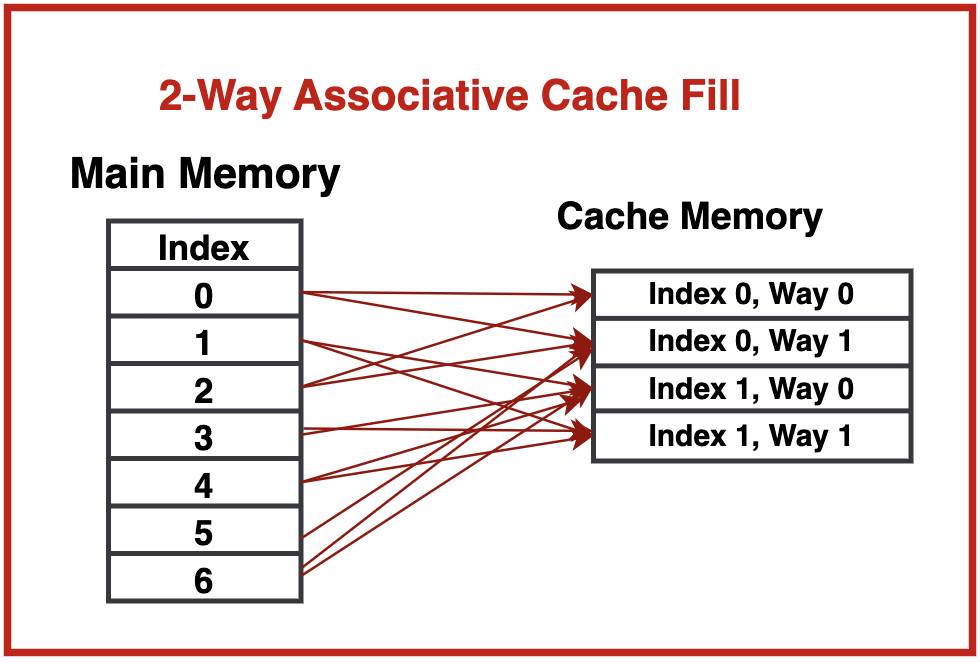 2-Way Associative Cache Fill
Main Memory
Index
0
1
2
3
4
5
6
Cache Memory
Index 0, Way 0
Index 0, Way 1
Index 1, Way 0
Index 1, Way 1